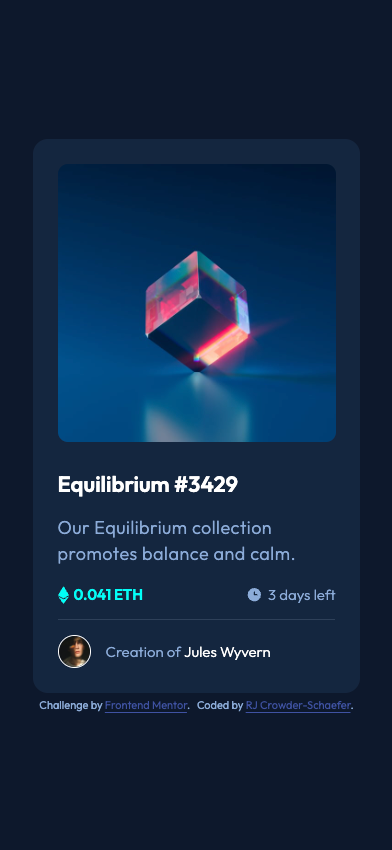 Equilibrium #3429
Our Equilibrium collection
promotes balance and calm.
0.041 ETH 3 days left
Creation of Jules Wyvern
Challenge by Frontend Mentor. Coded by RJ Crowder-Schaefer.